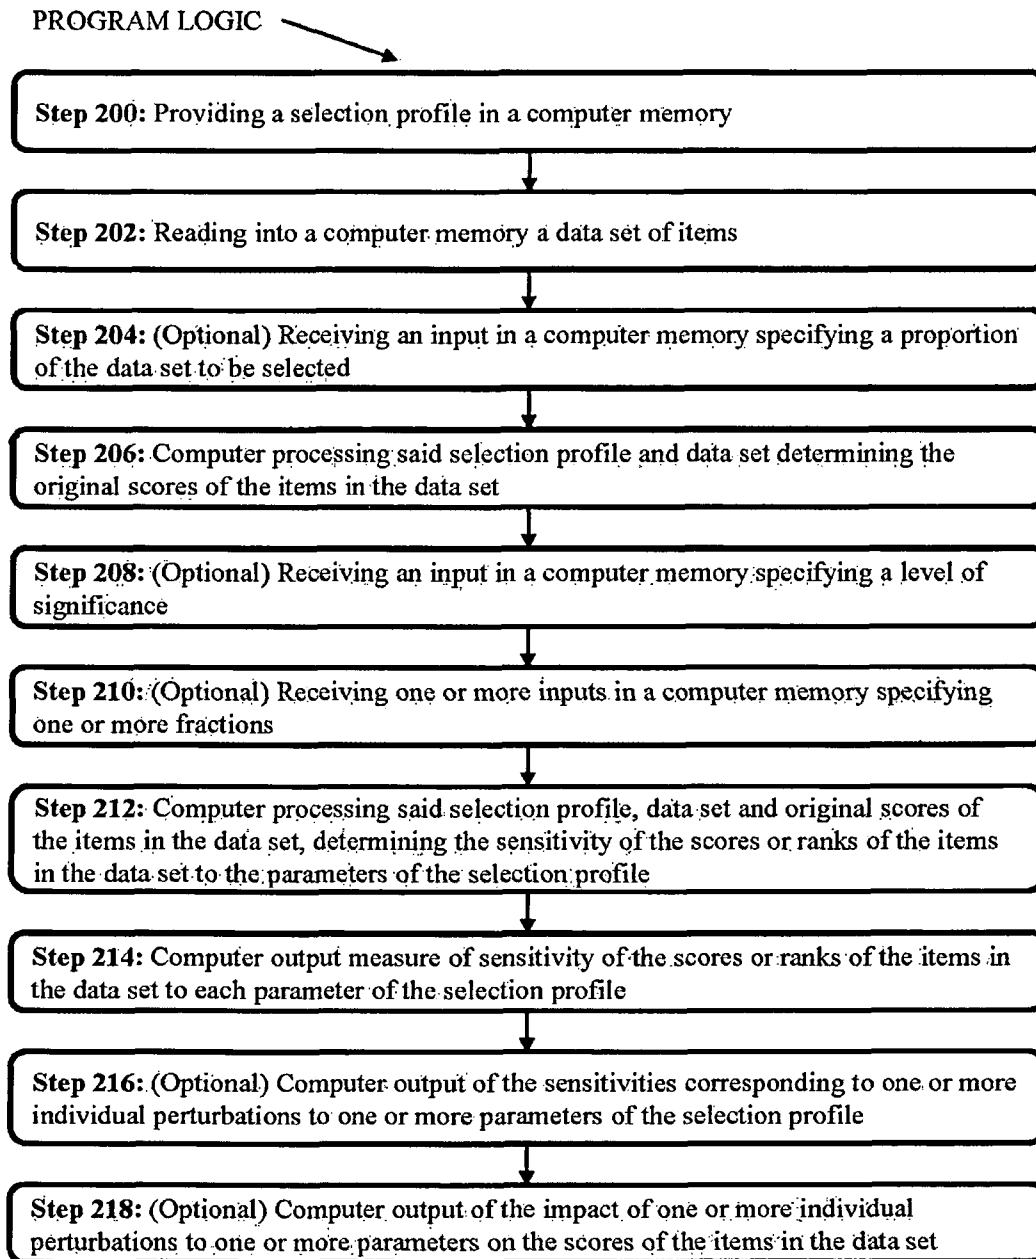 PROGRAM LOGIC
Step 200: Providing a selection profile in a computer memory
Step 202: Reading into a computer memory a data set of items
Step 204: (Optional) Receiving an input in a computer memory specifying a proportion
of the data set to be selected
Step 206: Computer processing said selection profile and data set determining the
original scores of the items in the data set
Step 208: (Optional) Receiving an input in a computer memory specifying a level of
significance
Step 210: (Optional) Receiving one or more inputs in a computer memory specifying
one or more fractions
Step 212: Computer processing said selection profile, data set and original scores of
the items in the data set, determining the sensitivity of the scores or ranks of the items
in the data set to the parameters of the selection profile
Step 214: Computer output measure of sensitivity of the scores or ranks of the items in
the data set to each parameter of the selection profile
Step 216: (Optional) Computer output of the sensitivities corresponding to one or more
individual perturbations to one or more parameters of the selection profile
Step 218: (Optional) Computer output of the impact of one or more individual
perturbations to one or more parameters on the scores of the items in the data set